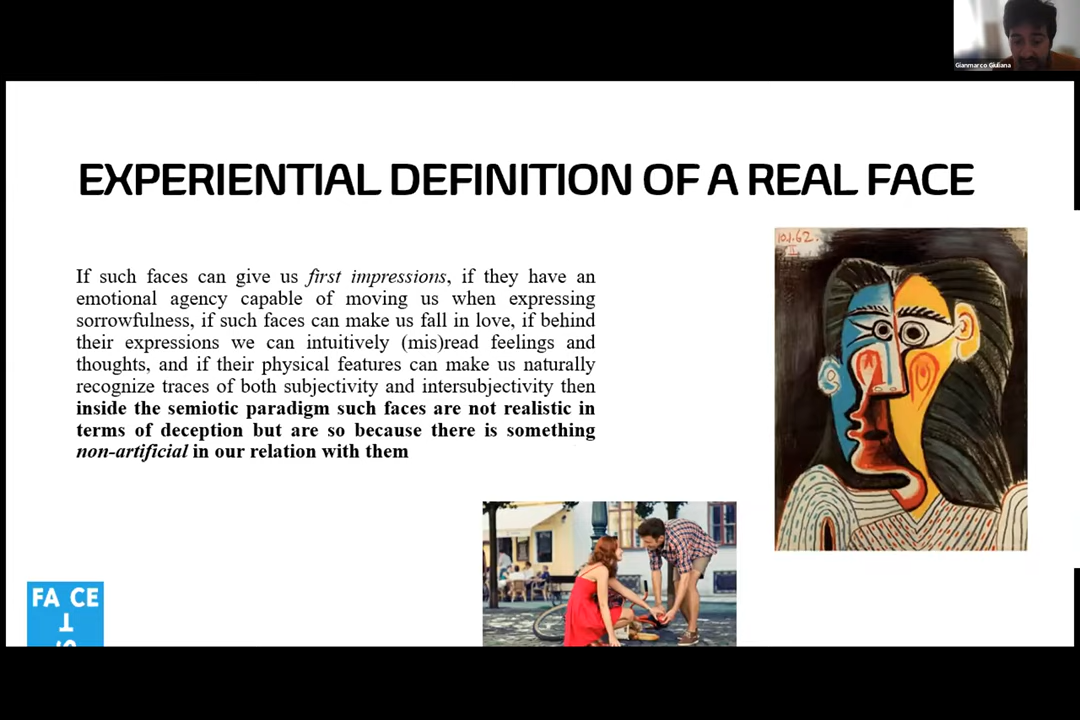 Gianmarco Giuliana
EXPERIENTIAL DEFINITION OF A REAL FACE
If such faces can give us first impressions, if they have an
emotional agency capable of moving us when expressing
sorrowfulness, if such faces can make us fall in love, if behind
their expressions we can intuitively (mis)read feelings and
thoughts, and if their physical features can make us naturally
recognize traces of both subjectivity and intersubjectivity then
inside the semiotic paradigm such faces are not realistic in
terms of deception but are so because there is something
non-artificial in our relation with them
10.1.62.
II
FA CE
T